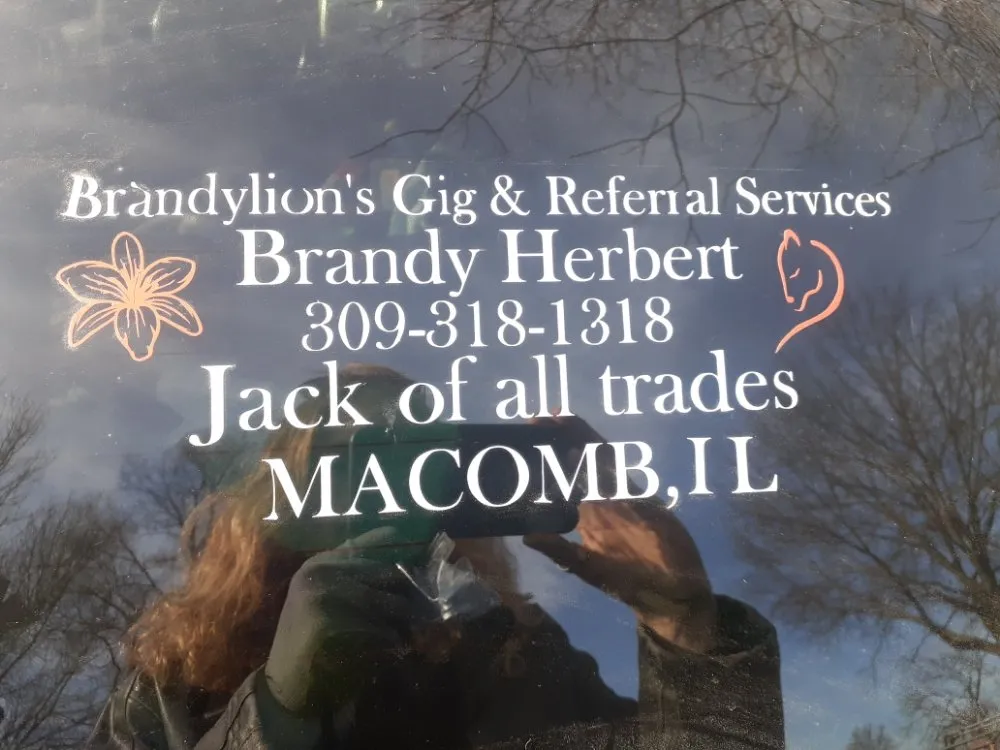 Brandylion's Gig & Referral Services
Brandy Herbert
309-318-1318
Jack of all trades
MACOMB, IL